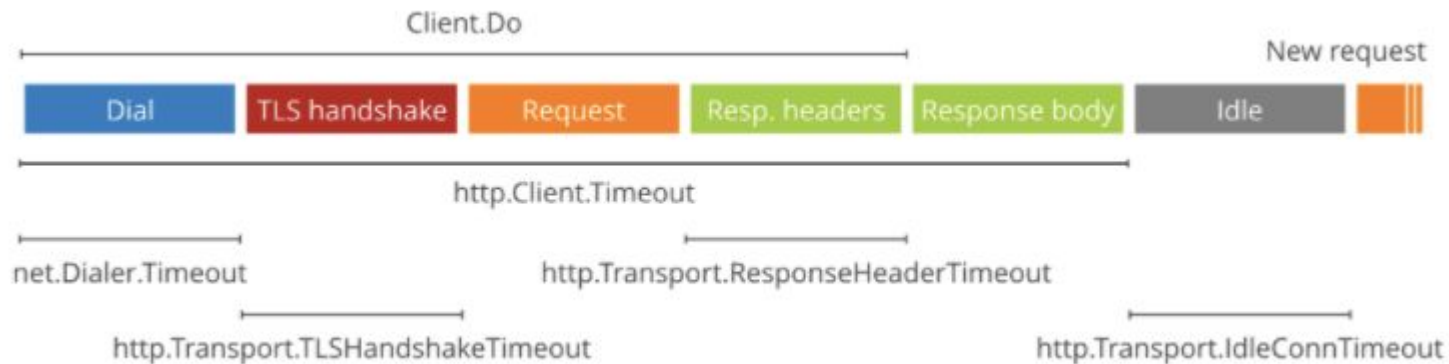 Client.Do
New request
Dial TLS handshake Request Resp. headers Response body Idle
http.Client.Timeout
net.Dialer.Timeout http.Transport.ResponseHeaderTimeout
http.Transport.TLSHandshakeTimeout http.Transport.IdleConnTimeout